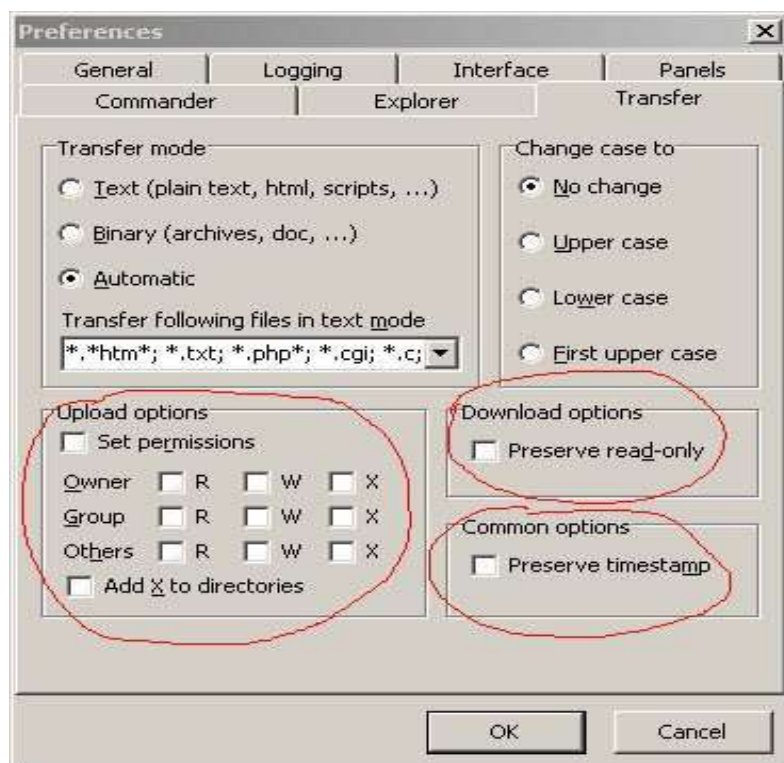 Preferences
General Logging Interface Panels
Commander Explorer Transfer
Transfer mode
Text (plain text, html, scripts, ...)
Binary (archives, doc, ...)
Automatic
Transfer following files in text mode
*.*htm*; *.txt; *.php*; *.cgi; *.c;
Change case to
No change
Upper case
Lower case
First upper case
Upload options
Set permissions
Owner R W X
Group R W X
Others R W X
Add X to directories
Download options
Preserve read-only
Common options
Preserve timestamp
OK Cancel